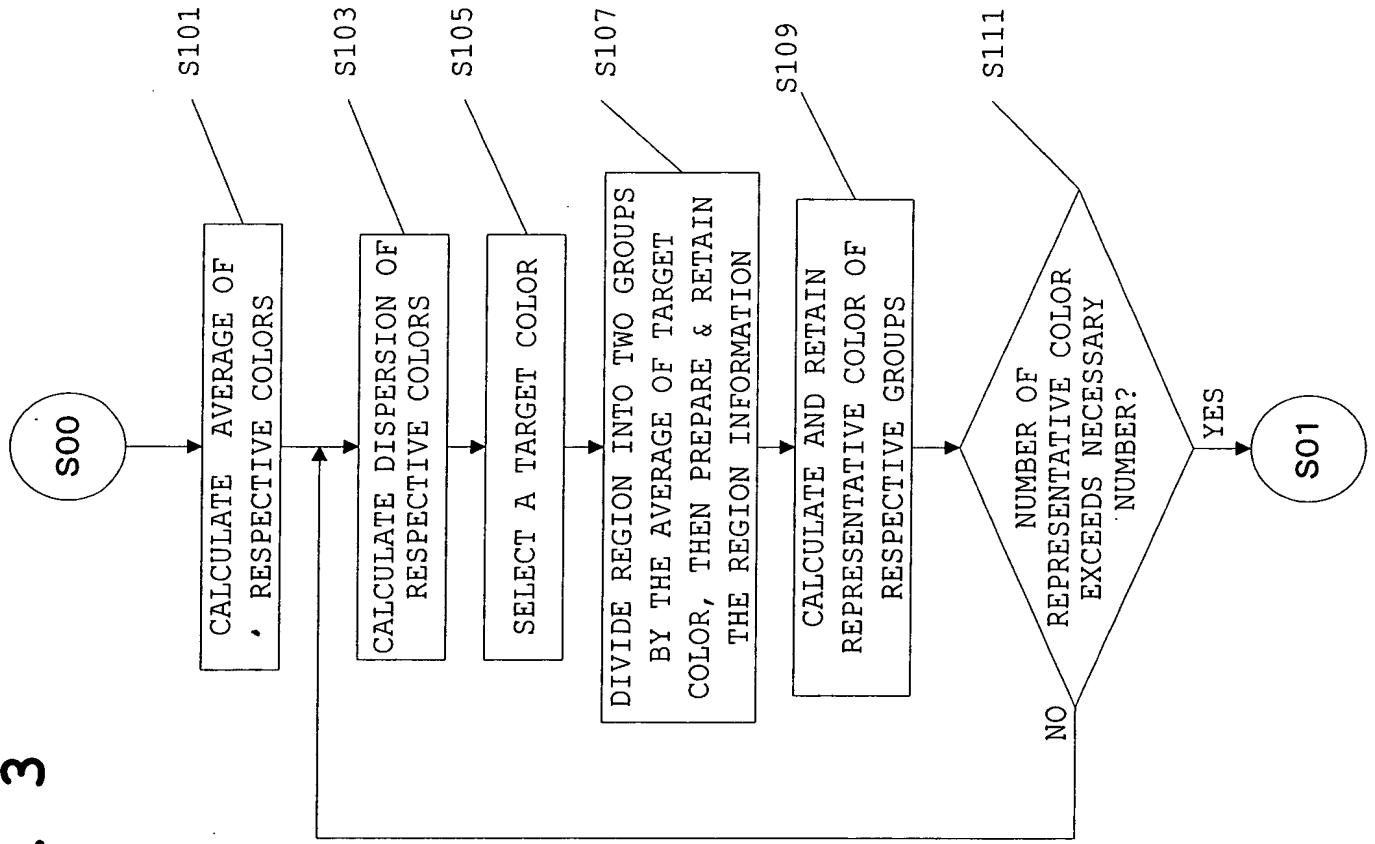 3
S00
CALCULATE AVERAGE OF
RESPECTIVE COLORS
S101
CALCULATE DISPERSION OF
RESPECTIVE COLORS
S103
SELECT A TARGET COLOR
S105
DIVIDE REGION INTO TWO GROUPS
BY THE AVERAGE OF TARGET
COLOR, THEN PREPARE & RETAIN
THE REGION INFORMATION
S107
CALCULATE AND RETAIN
REPRESENTATIVE COLOR OF
RESPECTIVE GROUPS
S109
NUMBER OF
REPRESENTATIVE COLOR
EXCEEDS NECESSARY
NUMBER?
S111
NO
YES
S01